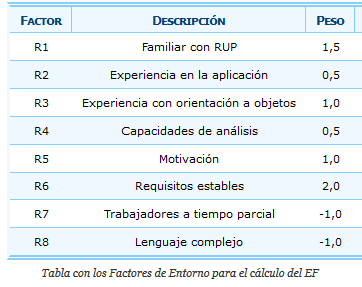 FACTOR DESCRIPCIÓN PESO
R1 Familiar con RUP 1,5
R2 Experiencia en la aplicación 0,5
R3 Experiencia con orientación a objetos 1,0
R4 Capacidades de análisis 0,5
R5 Motivación 1,0
R6 Requisitos estables 2,0
R7 Trabajadores a tiempo parcial -1,0
R8 Lenguaje complejo -1,0
Tabla con los Factores de Entorno para el cálculo del EF